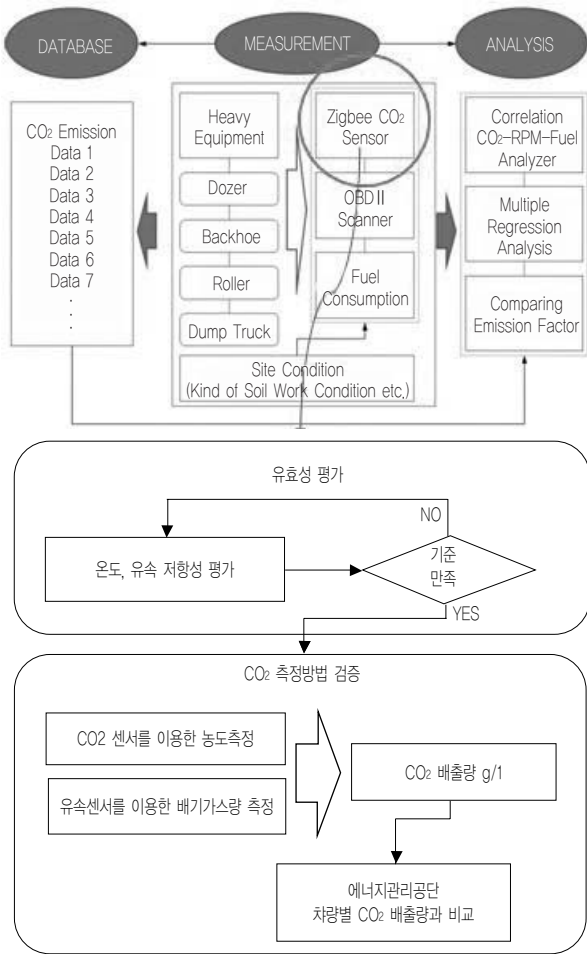 DATABASE
MEASUREMENT
ANALYSIS
CO₂ Emission
Data 1
Data 2
Data 3
Data 4
Data 5
Data 6
Data 7
.
.
.
Heavy
Equipment
Dozer
Backhoe
Roller
Dump Truck
Zigbee CO₂
Sensor
OBDⅡ
Scanner
Fuel
Consumption
Site Condition
(Kind of Soil Work Condition etc.)
Correlation
CO₂-RPM-Fuel
Analyzer
Multiple
Regression
Analysis
Comparing
Emission Factor
유효성 평가
NO
온도, 유속 저항성 평가
기준
만족
YES
CO₂ 측정방법 검증
CO2 센서를 이용한 농도측정
유속센서를 이용한 배기가스량 측정
CO₂ 배출량 g/1
에너지관리공단
차량별 CO₂ 배출량과 비교